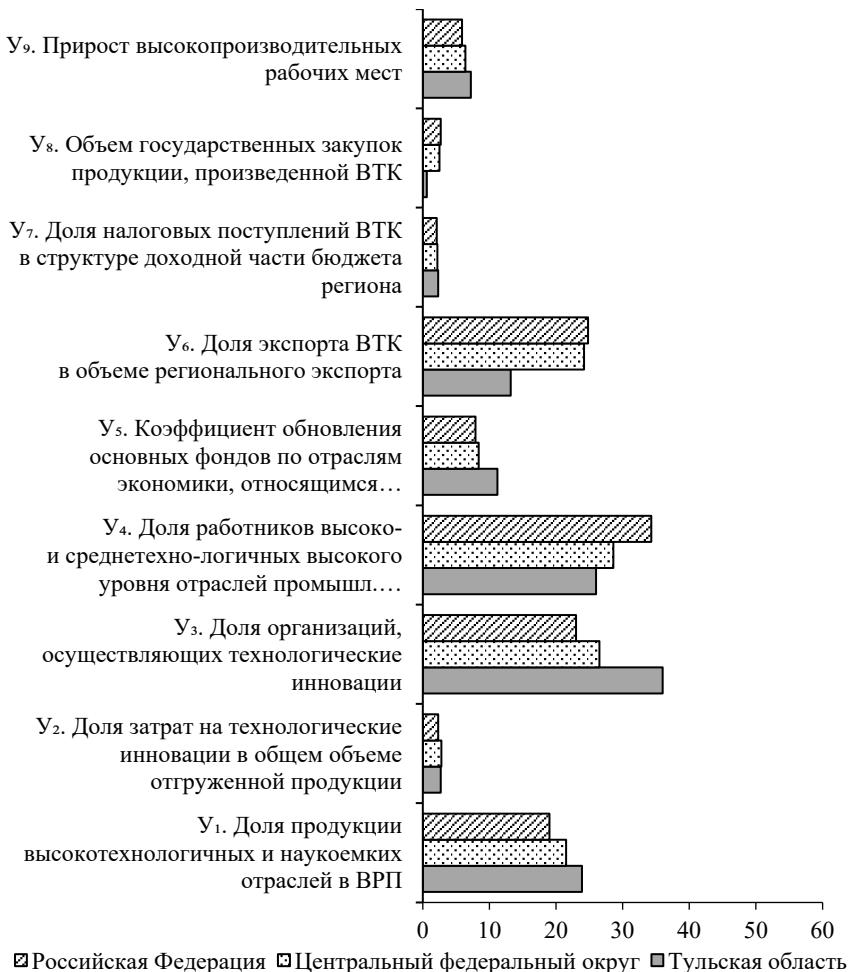 У₉. Прирост высокопроизводительных
рабочих мест
У₈. Объем государственных закупок
продукции, произведенной ВТК
У₇. Доля налоговых поступлений ВТК
в структуре доходной части бюджета
региона
У₆. Доля экспорта ВТК
в объеме регионального экспорта
У₅. Коэффициент обновления
основных фондов по отраслям
экономики, относящимся…
У₄. Доля работников высоко-
и среднетехно-логичных высокого
уровня отраслей промышл.…
У₃. Доля организаций,
осуществляющих технологические
инновации
У₂. Доля затрат на технологические
инновации в общем объеме
отгруженной продукции
У₁. Доля продукции
высокотехнологичных и наукоемких
отраслей в ВРП
0 10 20 30 40 50 60
Российская Федерация Центральный федеральный округ Тульская область